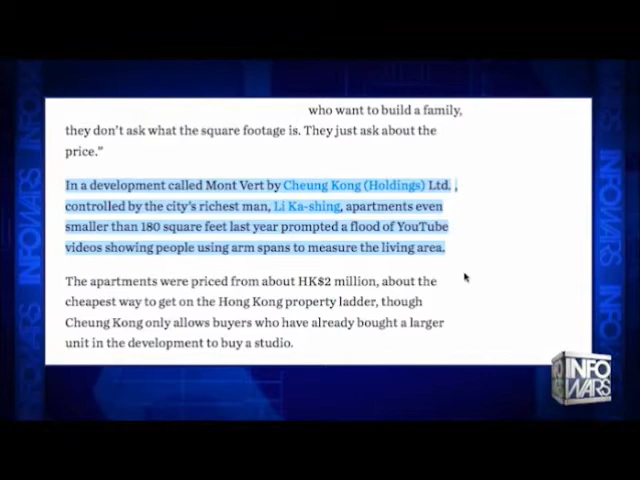 who want to build a family,
they don't ask what the square footage is. They just ask about the
price."
In a development called Mont Vert by Cheung Kong (Holdings) Ltd. ,
controlled by the city's richest man, Li Ka-shing, apartments even
smaller than 180 square feet last year prompted a flood of YouTube
videos showing people using arm spans to measure the living area.
The apartments were priced from about HK$2 million, about the
cheapest way to get on the Hong Kong property ladder, though
Cheung Kong only allows buyers who have already bought a larger
unit in the development to buy a studio.
INFO
WARS
INFOWARS
INFOWARS
INFOWARS
INFOWARS